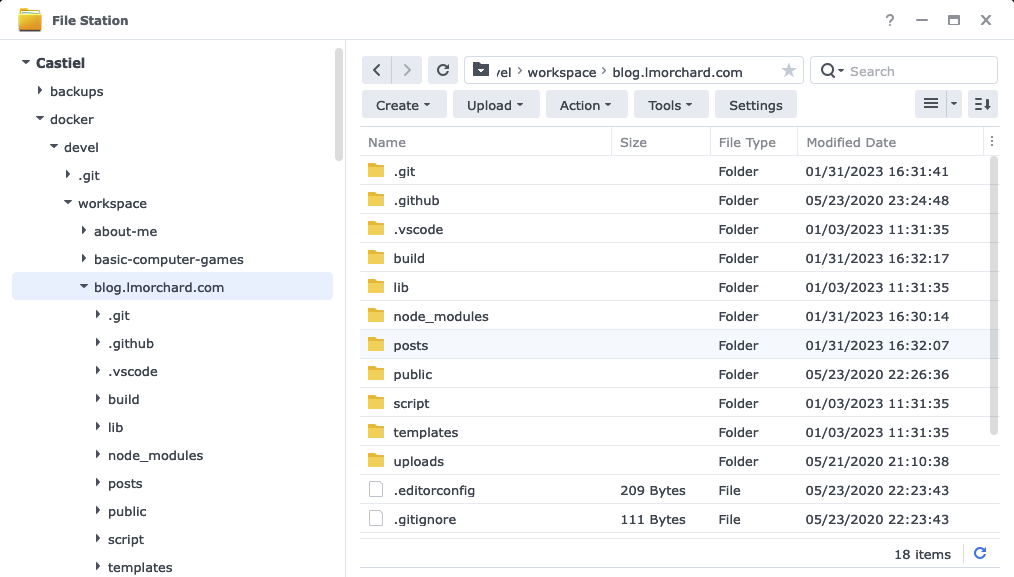 File Station
?
Castiel
backups
docker
devel
.git
workspace
about-me
basic-computer-games
blog.lmorchard.com
.git
.github
.vscode
build
lib
node_modules
posts
public
script
templates
vel › workspace › blog.lmorchard.com
Search
Create Upload Action Tools Settings
Name Size File Type Modified Date
.git Folder 01/31/2023 16:31:41
.github Folder 05/23/2020 23:24:48
.vscode Folder 01/03/2023 11:31:35
build Folder 01/31/2023 16:32:17
lib Folder 01/03/2023 11:31:35
node_modules Folder 01/31/2023 16:30:14
posts Folder 01/31/2023 16:32:07
public Folder 05/23/2020 22:26:36
script Folder 01/03/2023 11:31:35
templates Folder 01/03/2023 11:31:35
uploads Folder 05/21/2020 21:10:38
.editorconfig 209 Bytes File 05/23/2020 22:23:43
.gitignore 111 Bytes File 05/23/2020 22:23:43
18 items